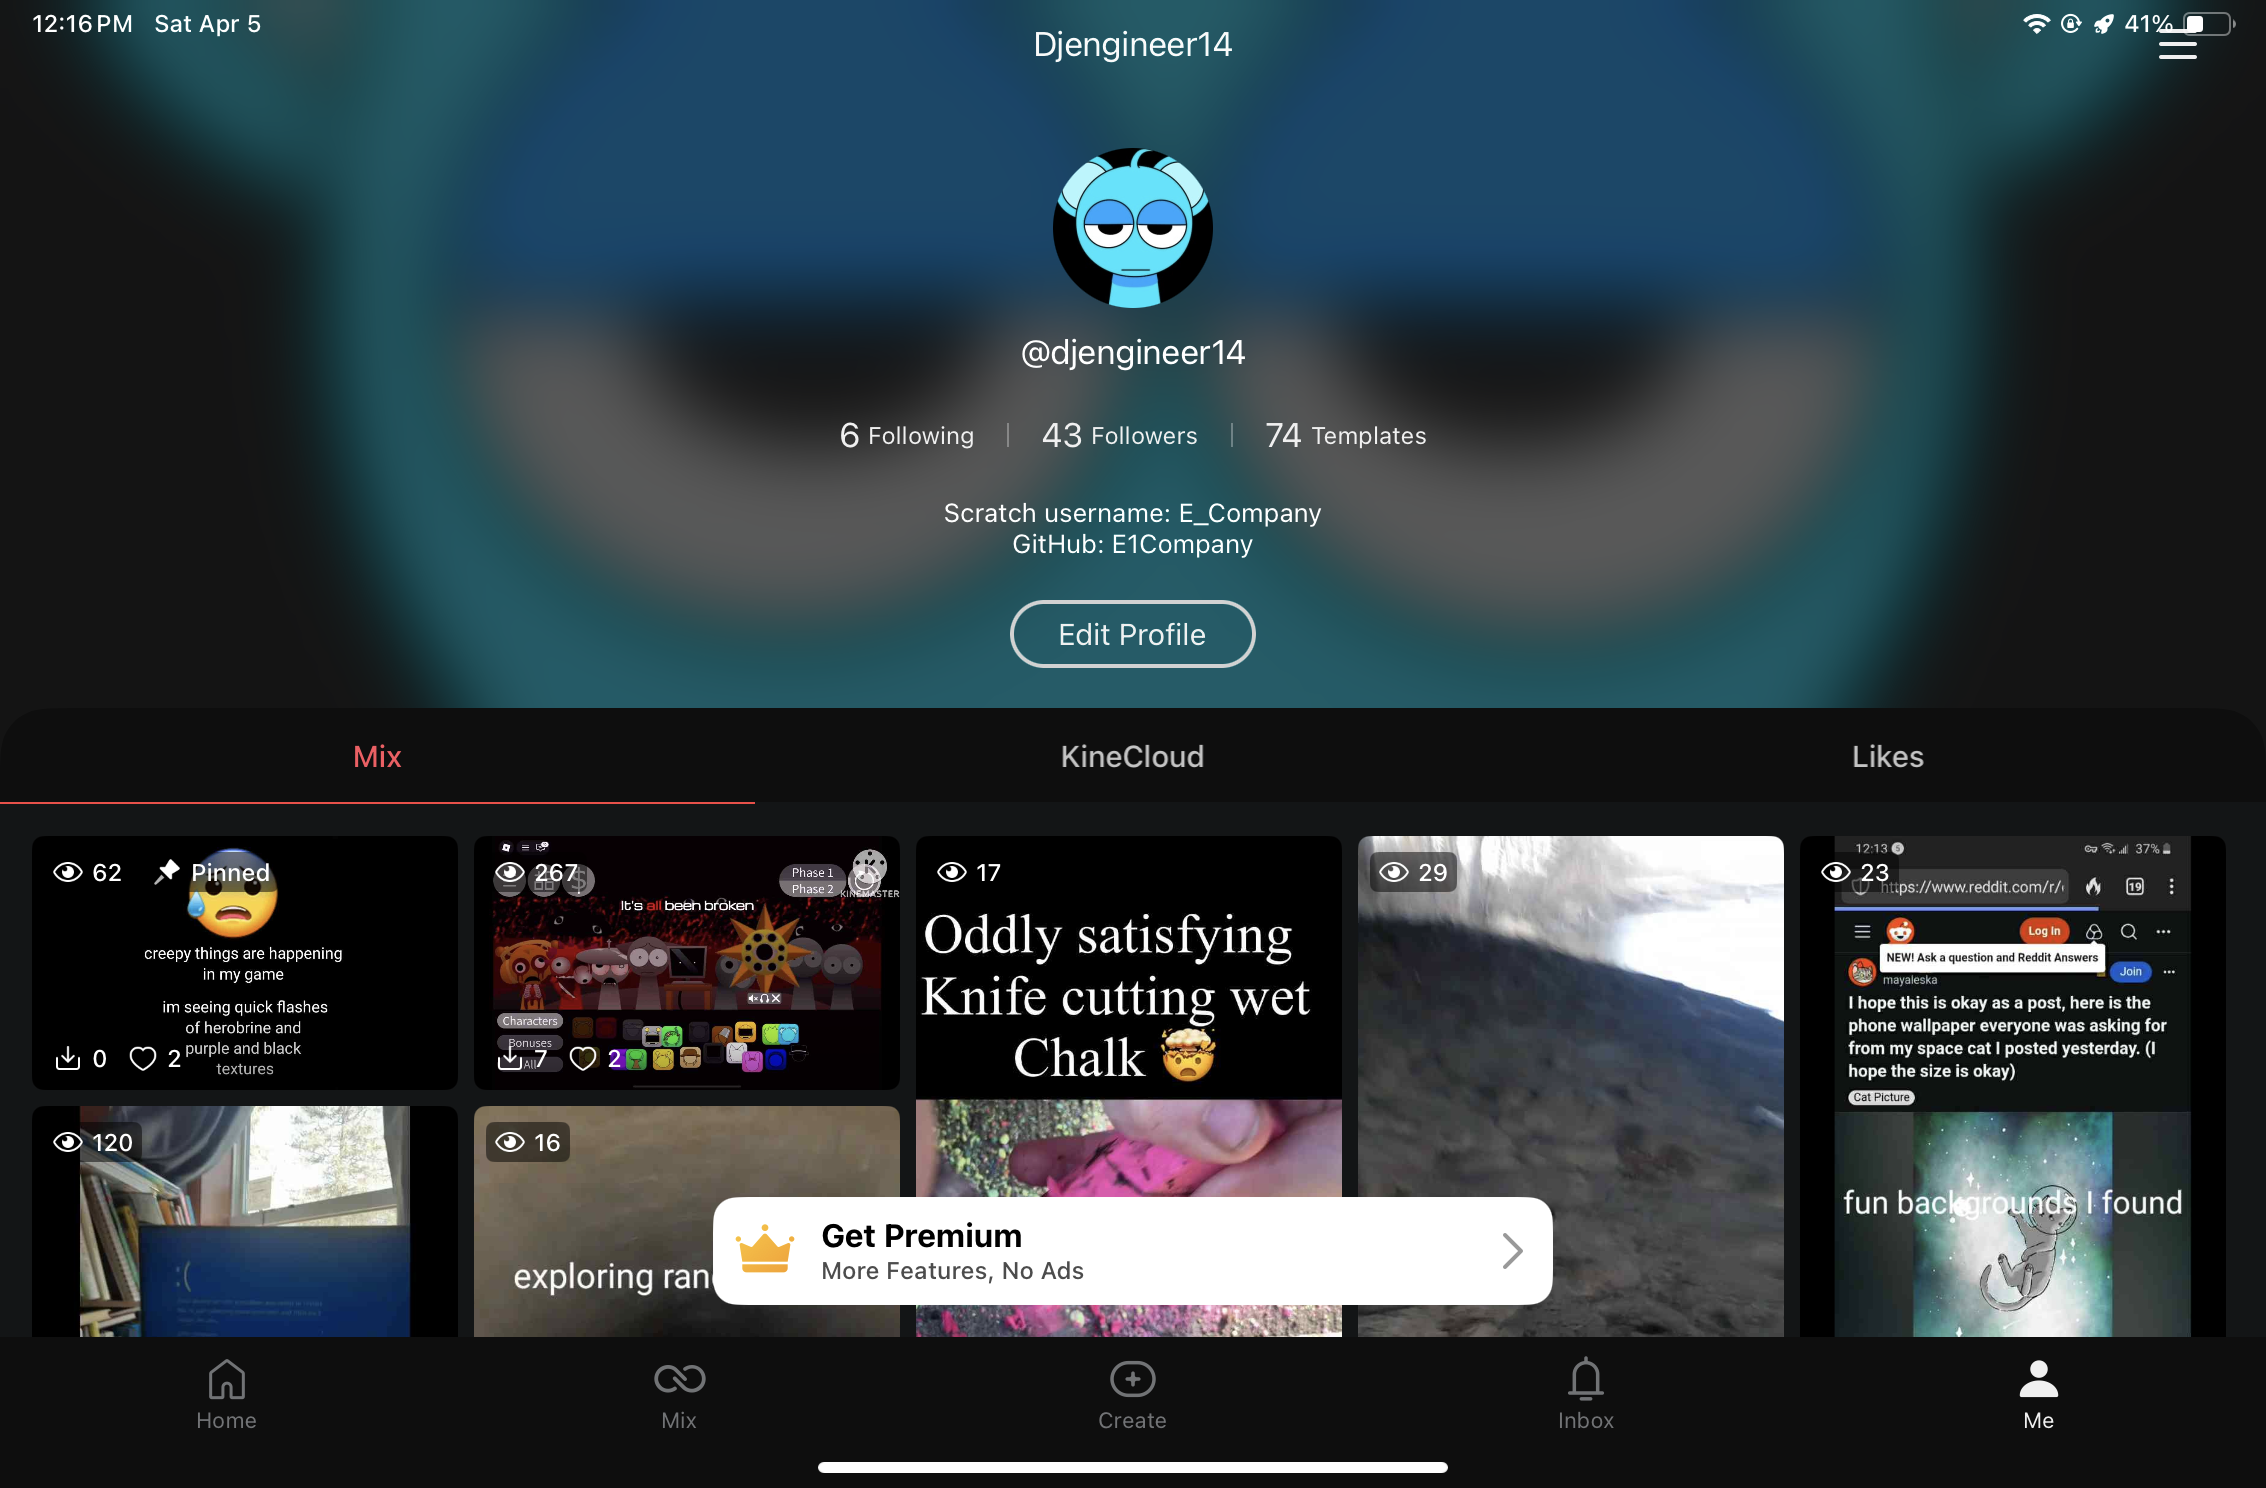 12:16 PM Sat Apr 5
41%
Djengineer14
@djengineer14
6 Following
43 Followers
74 Templates
Scratch username: E_Company
GitHub: E1Company
Edit Profile
Mix
KineCloud
Likes
62
Pinned
creepy things are happening
in my game
im seeing quick flashes
of herobrine and
purple and black
textures
0
2
267
Phase 1
Phase 2
KINEMASTER
It's all been broken
Characters
Bonuses
All
7
2
17
Oddly satisfying
Knife cutting wet
Chalk 🤯
29
12:13
37%
23
https://www.reddit.com/r/
19
Log In
NEW! Ask a question and Reddit Answers
mayaleska
Join
I hope this is okay as a post, here is the
phone wallpaper everyone was asking for
from my space cat I posted yesterday. (I
hope the size is okay)
Cat Picture
fun backgrounds I found
120
:(
16
exploring ran
Get Premium
More Features, No Ads
Home
Mix
Create
Inbox
Me